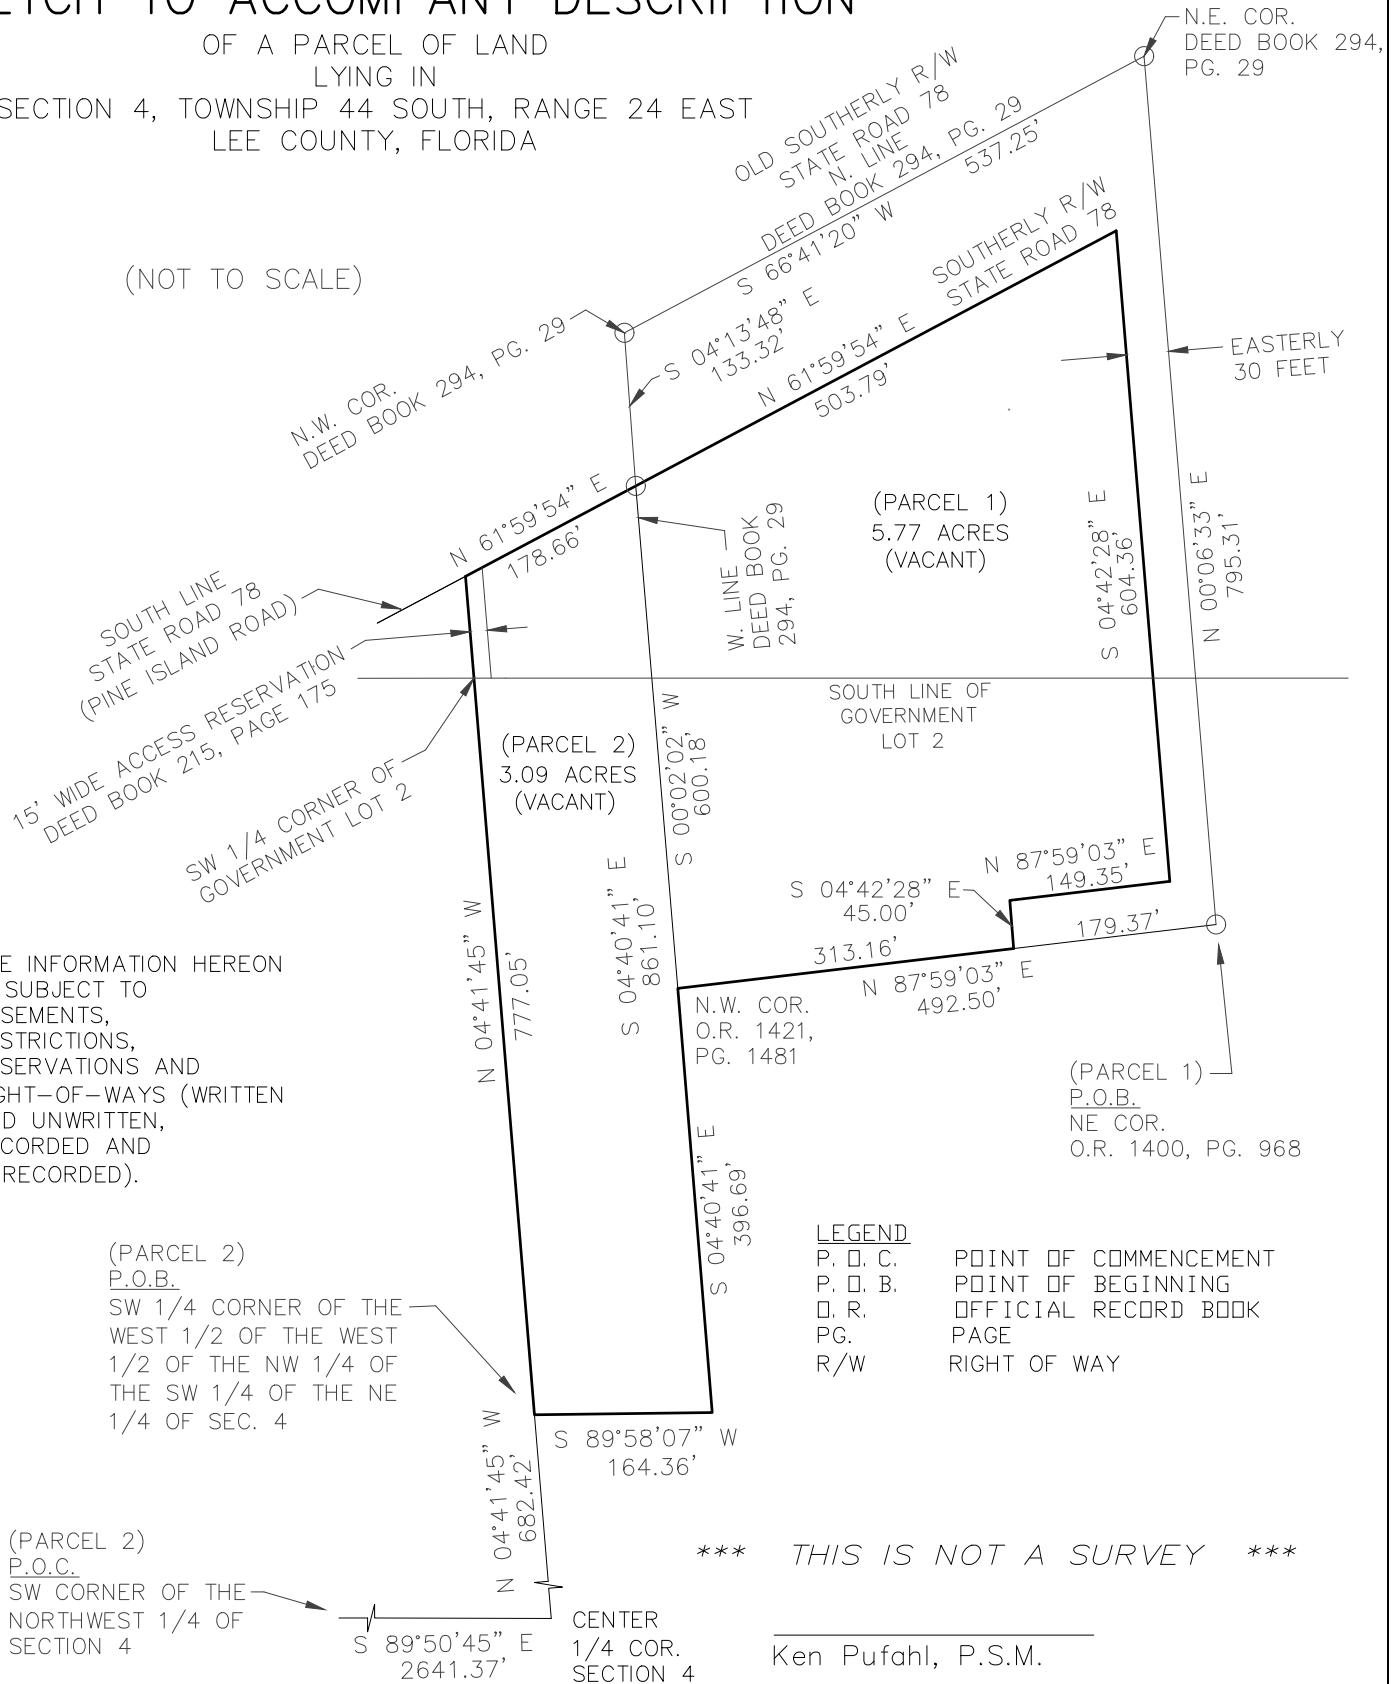 TO ACCOMPANY DESCRIPTION
OF A PARCEL OF LAND
LYING IN
SECTION 4, TOWNSHIP 44 SOUTH, RANGE 24 EAST
LEE COUNTY, FLORIDA
(NOT TO SCALE)
N.E. COR.
DEED BOOK 294,
PG. 29
OLD SOUTHERLY R/W
STATE ROAD 78
N. LINE
DEED BOOK 294, PG. 29
537.25'
S 66°41'20" W
SOUTHERLY R/W
STATE ROAD 78
N.W. COR.
DEED BOOK 294, PG. 29
S 04°13'48" E
133.32'
N 61°59'54" E
503.79'
EASTERLY
30 FEET
N 61°59'54" E
178.66'
(PARCEL 1)
5.77 ACRES
(VACANT)
W. LINE
DEED BOOK
294, PG. 29
S 04°42'28" E
604.36'
N 00°06'33" E
795.31'
SOUTH LINE
STATE ROAD 78
(PINE ISLAND ROAD)
15' WIDE ACCESS RESERVATION
DEED BOOK 215, PAGE 175
SW 1/4 CORNER OF
GOVERNMENT LOT 2
SOUTH LINE OF
GOVERNMENT
LOT 2
(PARCEL 2)
3.09 ACRES
(VACANT)
S 00°02'02" W
600.18'
S 04°40'41" E
861.10'
N 04°41'45" W
777.05'
N 87°59'03" E
149.35'
S 04°42'28" E
45.00'
179.37'
313.16'
N 87°59'03" E
492.50'
N.W. COR.
O.R. 1421,
PG. 1481
INFORMATION HEREON
SUBJECT TO
UNWRITTEN,
AND
(WRITTEN
AND
(PARCEL 1)
P.O.B.
NE COR.
O.R. 1400, PG. 968
S 04°40'41" E
396.69'
LEGEND
P.O.C. POINT OF COMMENCEMENT
P.O.B. POINT OF BEGINNING
O.R. OFFICIAL RECORD BOOK
PG. PAGE
R/W RIGHT OF WAY
(PARCEL 2)
P.O.B.
SW 1/4 CORNER OF THE
WEST 1/2 OF THE WEST
1/2 OF THE NW 1/4 OF
THE SW 1/4 OF THE NE
1/4 OF SEC. 4
S 89°58'07" W
164.36'
N 04°41'45" W
682.42'
(PARCEL 2)
P.O.C.
SW CORNER OF THE
NORTHWEST 1/4 OF
SECTION 4
S 89°50'45" E
2641.37'
CENTER
1/4 COR.
SECTION 4
*** THIS IS NOT A SURVEY ***
Ken Pufahl, P.S.M.